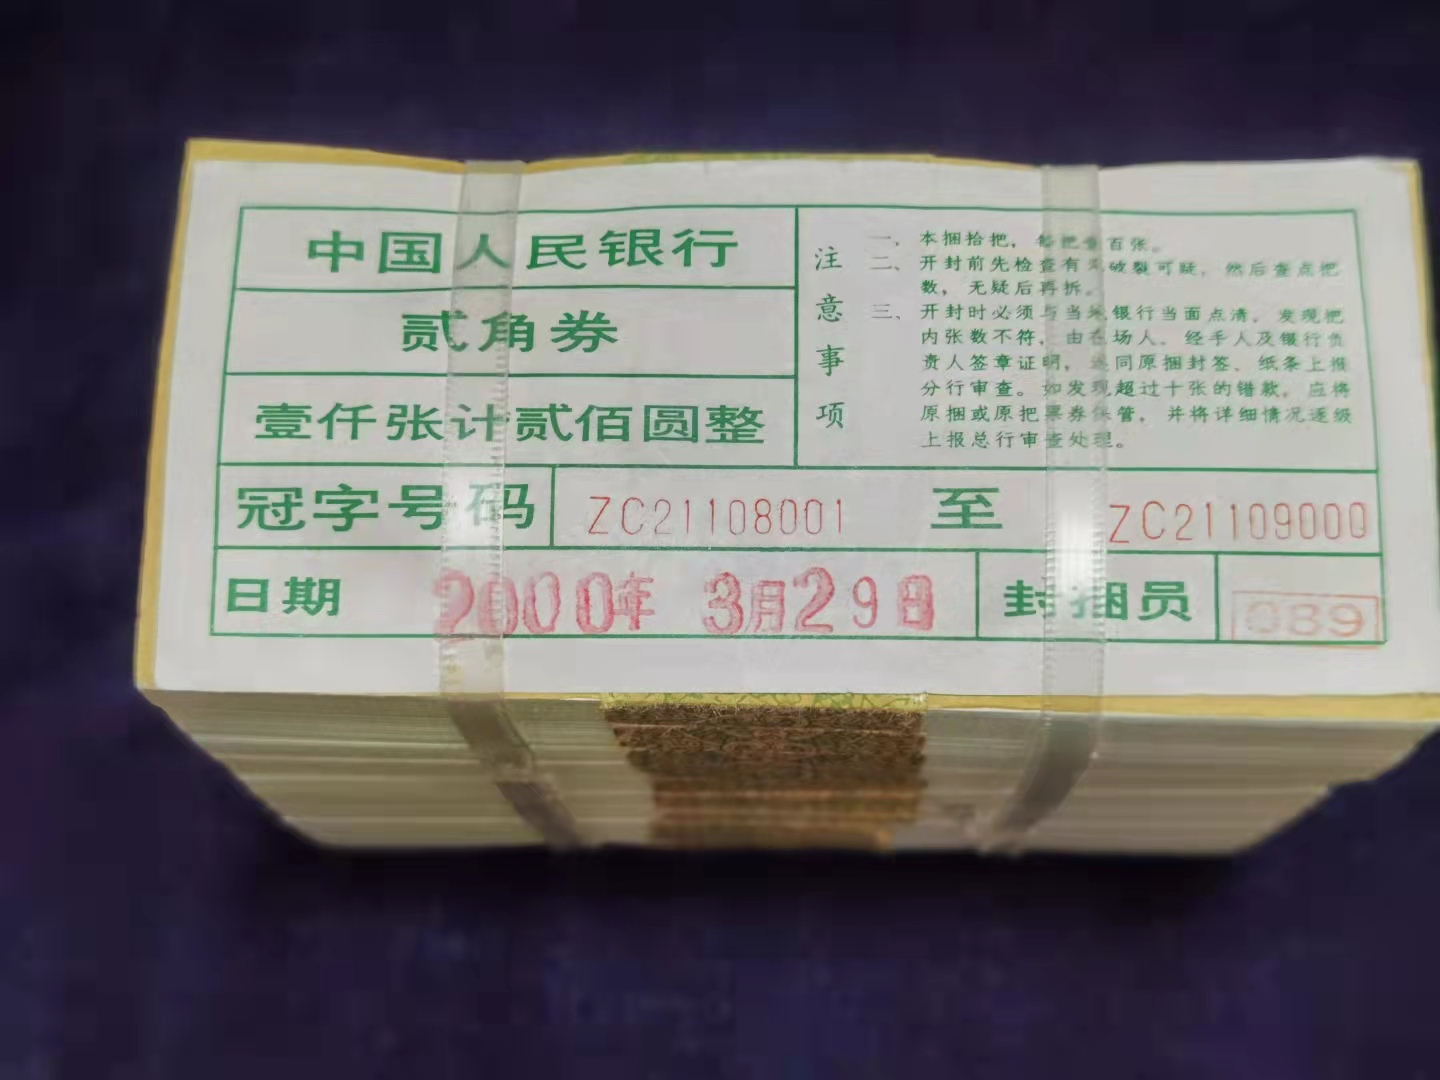 中国人民银行
贰角券
壹仟张计贰佰圆整
注意事项
一、本捆拾把，每把壹百张。
二、开封前先检查有无破裂可疑，然后查点把
数，无疑后再拆。
三、开封时必须与当地银行当面点清，发现把
内张数不符，由在场人、经手人及银行负
责人签章证明，连同原捆封签、纸条上报
分行审查。如发现超过十张的错款，应将
原捆或原把票券保管，并将详细情况逐级
上报总行审查处理。
冠字号码 ZC21108001 至 ZC21109000
日期 2000年 3月29日 封捆员 089